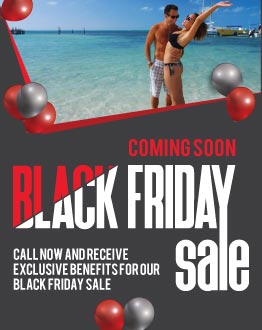 COMING SOON
BLACK FRIDAY
sale
CALL NOW AND RECEIVE
EXCLUSIVE BENEFITS FOR OUR
BLACK FRIDAY SALE